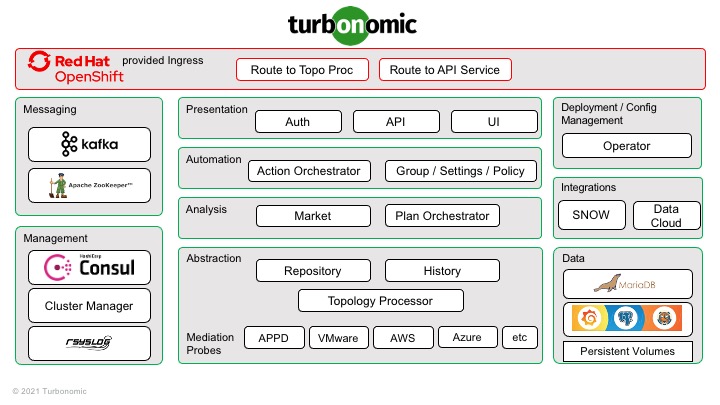 turbonomic
Red Hat
OpenShift
provided Ingress
Route to Topo Proc
Route to API Service
Messaging
kafka
Apache ZooKeeper™
Management
HashiCorp
Consul
Cluster Manager
RSYSLOG
Presentation
Auth
API
UI
Automation
Action Orchestrator
Group / Settings / Policy
Analysis
Market
Plan Orchestrator
Abstraction
Repository
History
Topology Processor
Mediation
Probes
APPD
VMware
AWS
Azure
etc
Deployment / Config
Management
Operator
Integrations
SNOW
Data
Cloud
Data
MariaDB
Persistent Volumes
© 2021 Turbonomic